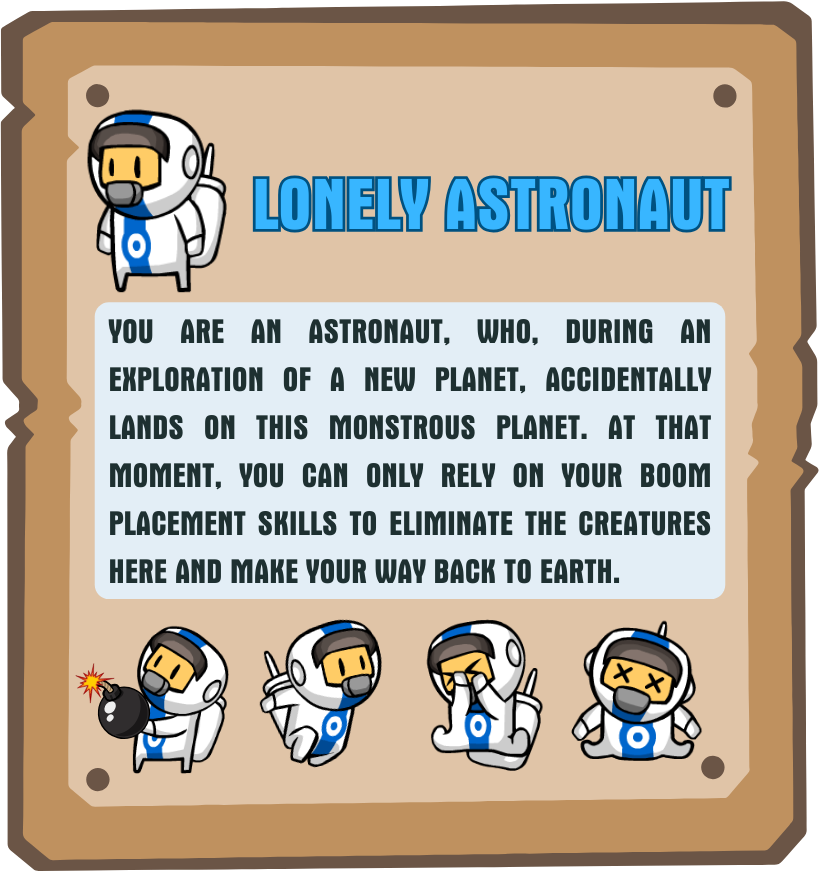 LONELY ASTRONAUT
YOU ARE AN ASTRONAUT, WHO, DURING AN
EXPLORATION OF A NEW PLANET, ACCIDENTALLY
LANDS ON THIS MONSTROUS PLANET. AT THAT
MOMENT, YOU CAN ONLY RELY ON YOUR BOOM
PLACEMENT SKILLS TO ELIMINATE THE CREATURES
HERE AND MAKE YOUR WAY BACK TO EARTH.